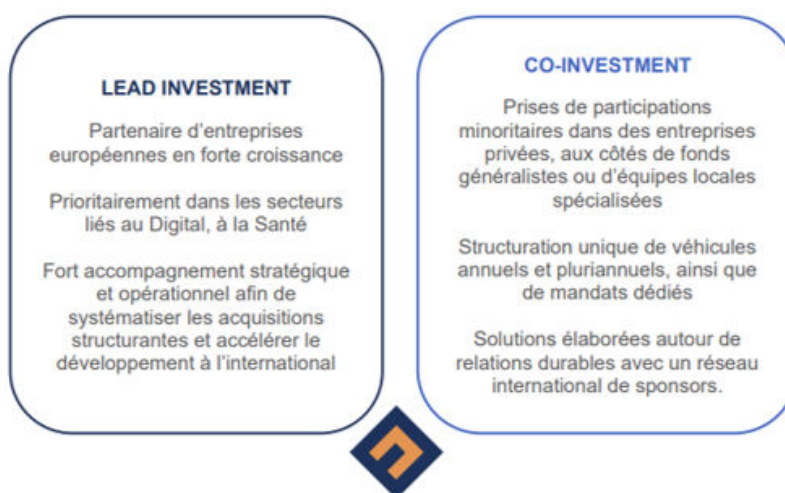 LEAD INVESTMENT
Partenaire d’entreprises
européennes en forte croissance
Prioritairement dans les secteurs
liés au Digital, à la Santé
Fort accompagnement stratégique
et opérationnel afin de
systématiser les acquisitions
structurantes et accélérer le
développement à l’international
CO-INVESTMENT
Prises de participations
minoritaires dans des entreprises
privées, aux côtés de fonds
généralistes ou d’équipes locales
spécialisées
Structuration unique de véhicules
annuels et pluriannuels, ainsi que
de mandats dédiés
Solutions élaborées autour de
relations durables avec un réseau
international de sponsors.